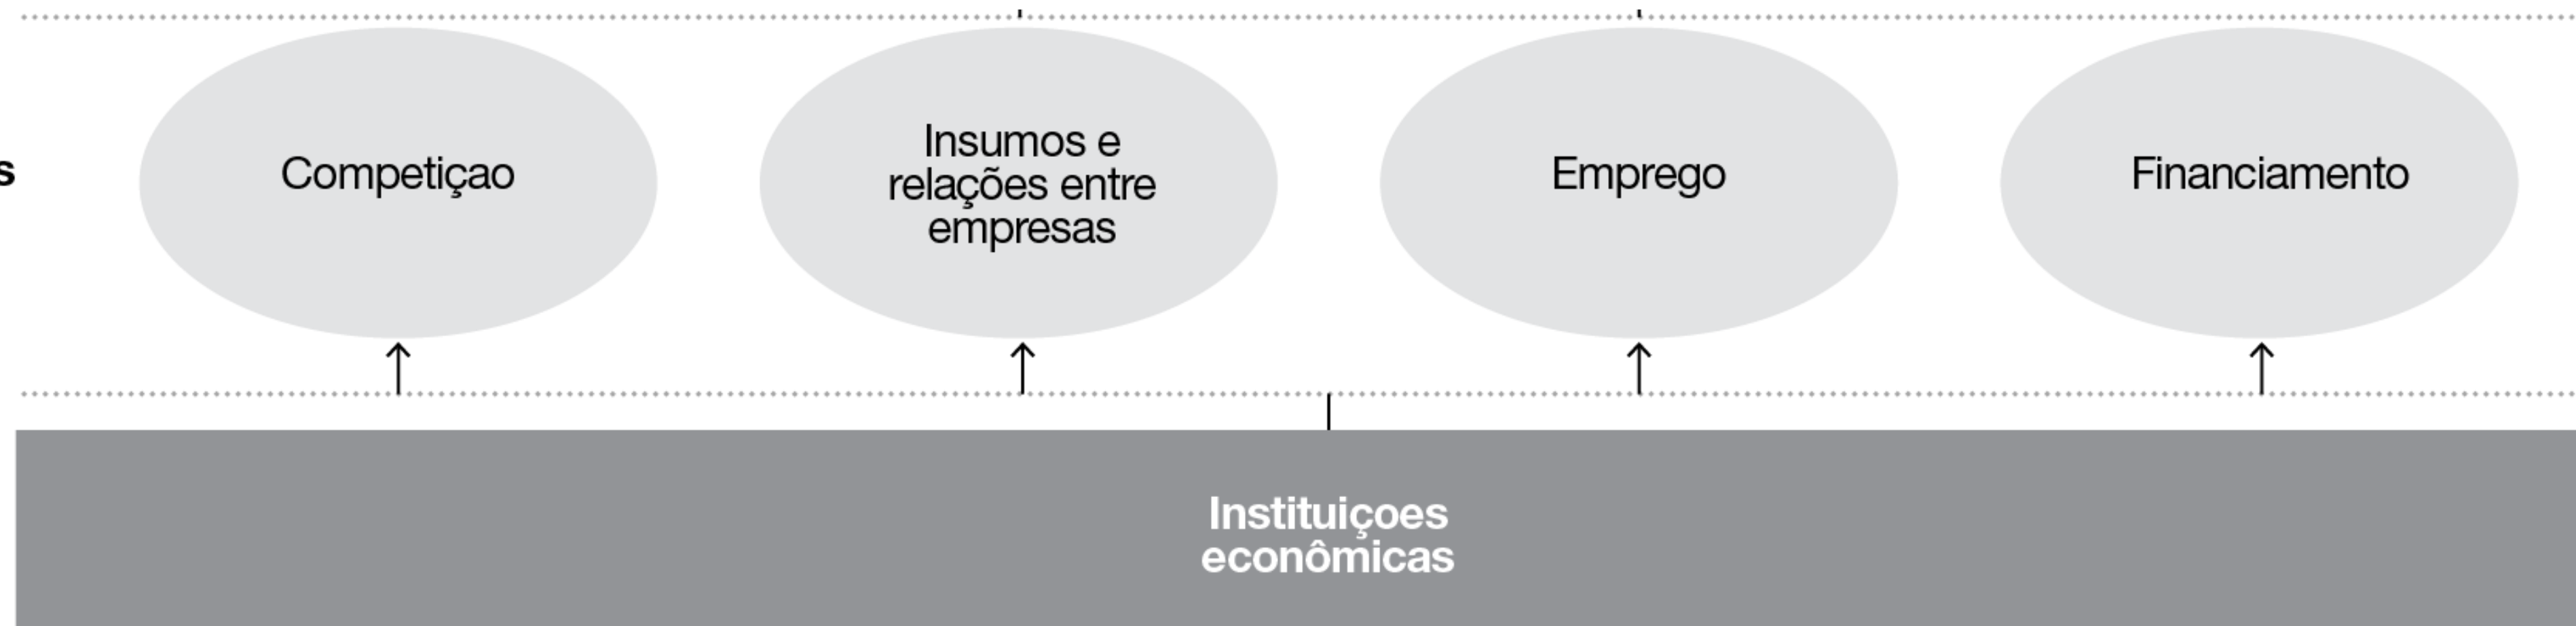 s
Competiçao
Insumos e
relações entre
empresas
Emprego
Financiamento
Instituiçoes
econômicas